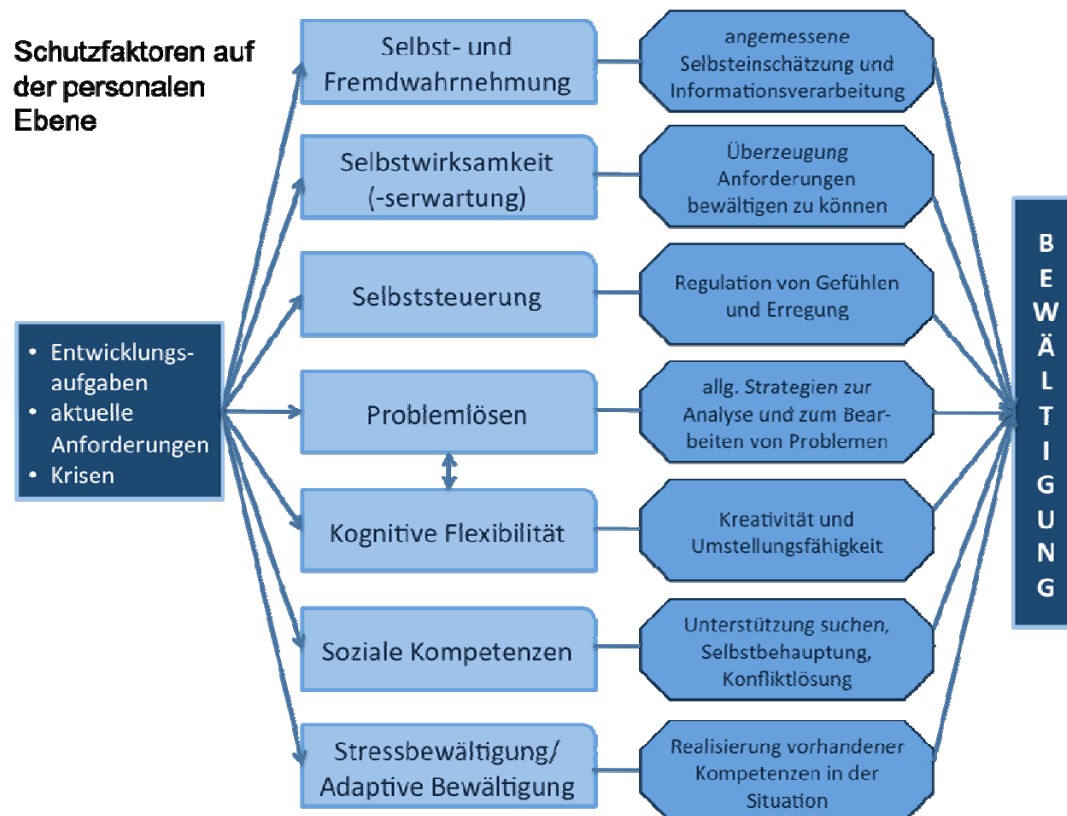 Schutzfaktoren auf
der personalen
Ebene
• Entwicklungs-
aufgaben
• aktuelle
Anforderungen
• Krisen
Selbst- und
Fremdwahrnehmung
angemessene
Selbsteinschätzung und
Informationsverarbeitung
Selbstwirksamkeit
(-serwartung)
Überzeugung
Anforderungen
bewältigen zu können
Selbststeuerung
Regulation von Gefühlen
und Erregung
Problemlösen
allg. Strategien zur
Analyse und zum Bear-
beiten von Problemen
Kognitive Flexibilität
Kreativität und
Umstellungsfähigkeit
Soziale Kompetenzen
Unterstützung suchen,
Selbstbehauptung,
Konfliktlösung
Stressbewältigung/
Adaptive Bewältigung
Realisierung vorhandener
Kompetenzen in der
Situation
BEWÄLTIGUNG